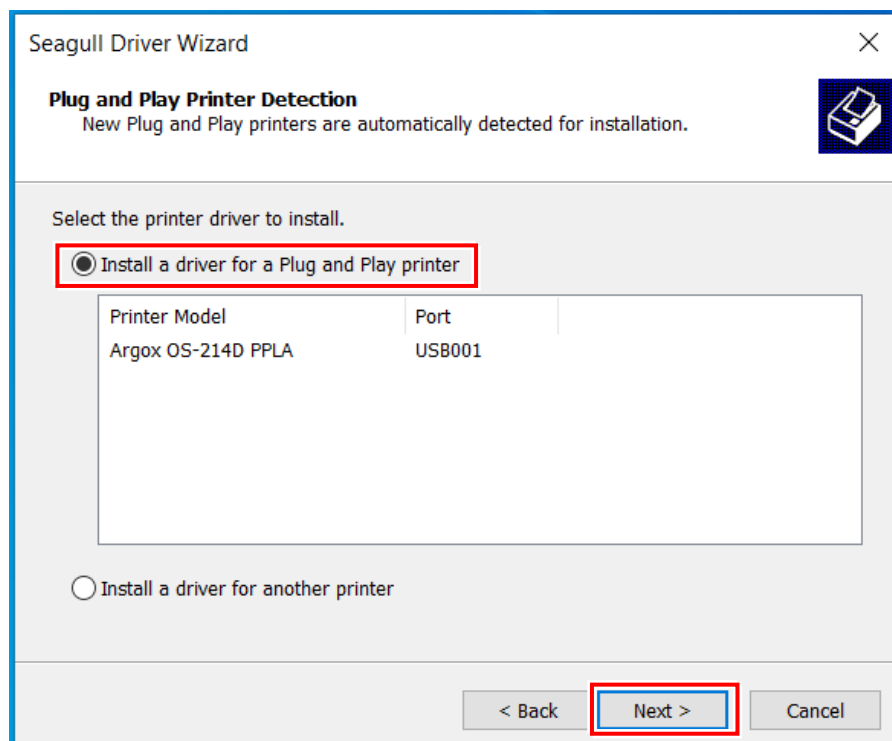 Seagull Driver Wizard
Plug and Play Printer Detection
New Plug and Play printers are automatically detected for installation.
Select the printer driver to install.
Install a driver for a Plug and Play printer
Printer Model Port
Argox OS-214D PPLA USB001
Install a driver for another printer
< Back Next > Cancel